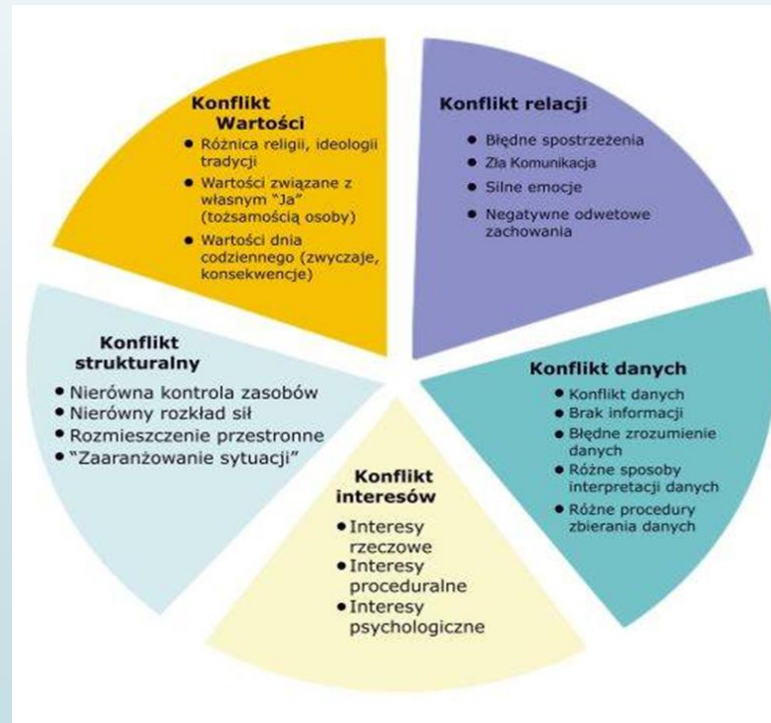 Konflikt
Wartości
● Różnica religii, ideologii
tradycji
● Wartości związane z
własnym "Ja"
(tożsamością osoby)
● Wartości dnia
codziennego (zwyczaje,
konsekwencje)
Konflikt relacji
● Błędne spostrzeżenia
● Zła Komunikacja
● Silne emocje
● Negatywne odwetowe
zachowania
Konflikt
strukturalny
● Nierówna kontrola zasobów
● Nierówny rozkład sił
● Rozmieszczenie przestronne
● "Zaaranżowanie sytuacji"
Konflikt danych
● Konflikt danych
● Brak informacji
● Błędne zrozumienie
danych
● Różne sposoby
interpretacji danych
● Różne procedury
zbierania danych
Konflikt
interesów
● Interesy
rzeczowe
● Interesy
proceduralne
● Interesy
psychologiczne